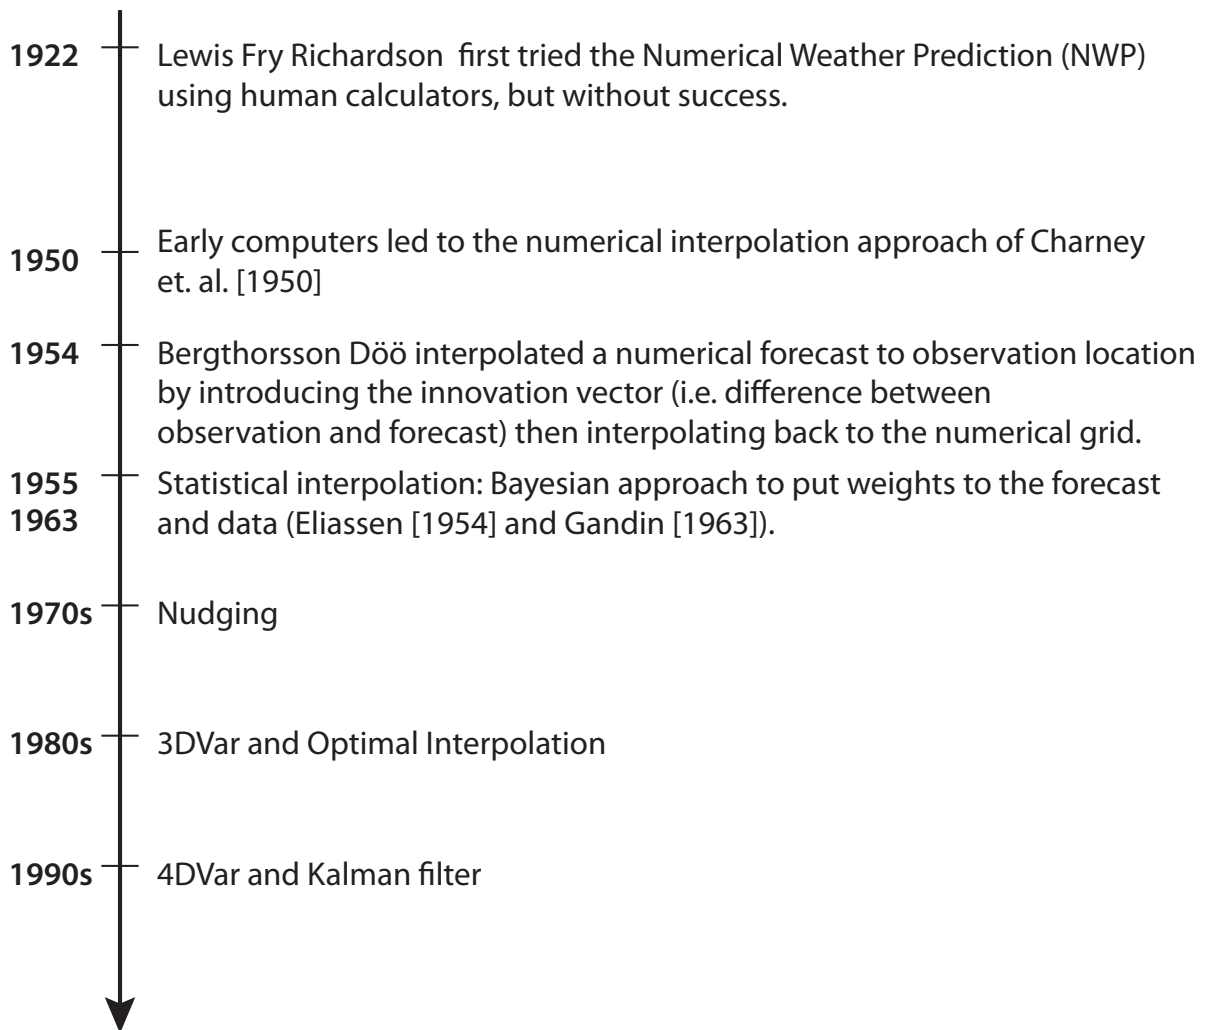 1922
Lewis Fry Richardson  first tried the Numerical Weather Prediction (NWP)
using human calculators, but without success.
1950
Early computers led to the numerical interpolation approach of Charney
et. al. [1950]
1954
Bergthorsson Döö interpolated a numerical forecast to observation location
by introducing the innovation vector (i.e. difference between
observation and forecast) then interpolating back to the numerical grid.
1955
1963
Statistical interpolation: Bayesian approach to put weights to the forecast
and data (Eliassen [1954] and Gandin [1963]).
1970s
Nudging
1980s
3DVar and Optimal Interpolation
1990s
4DVar and Kalman filter